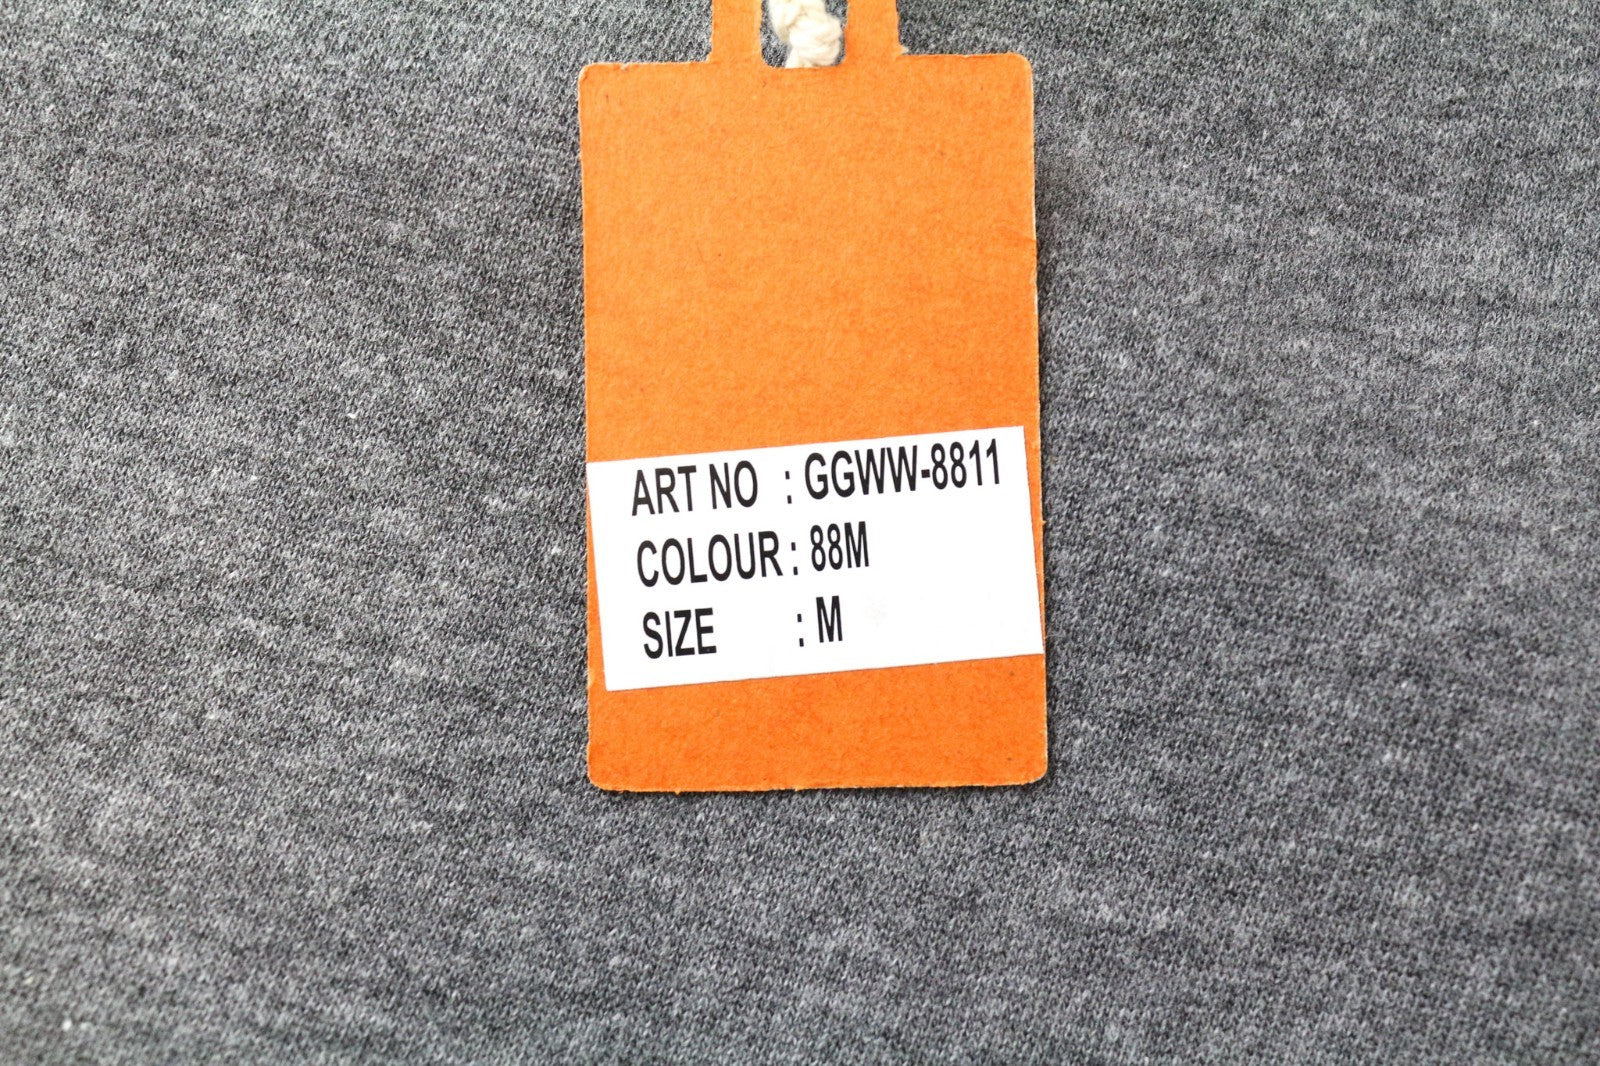 ART NO : GGWW-8811
COLOUR : 88M
SIZE : M